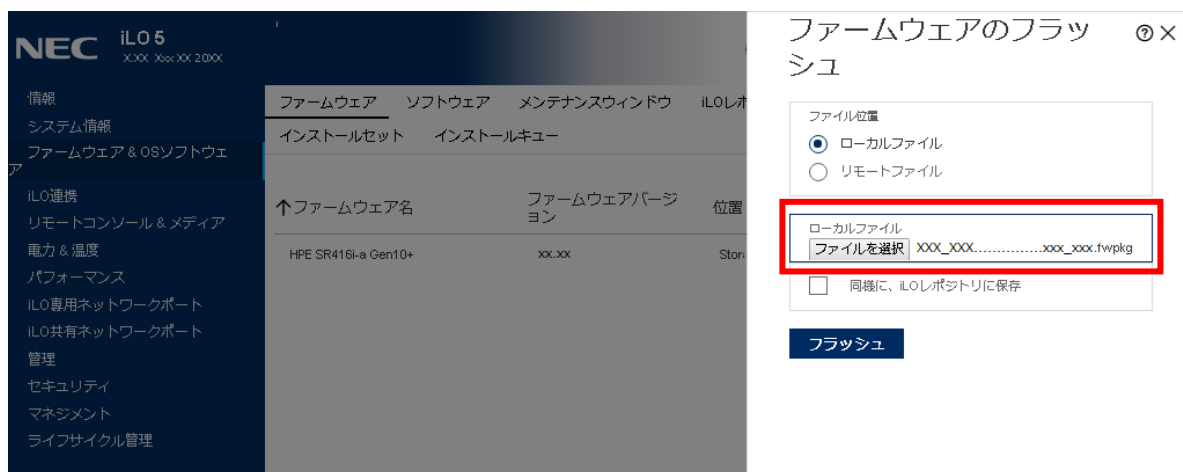 NEC iLO 5
X.XX Xxx XX 20XX
情報
システム情報
ファームウェア & OSソフトウェ
ア
iLO連携
リモートコンソール & メディア
電力 & 温度
パフォーマンス
iLO専用ネットワークポート
iLO共有ネットワークポート
管理
セキュリティ
マネジメント
ライフサイクル管理
ファームウェア ソフトウェア メンテナンスウィンドウ iLOレポ
インストールセット インストールキュー
↑ファームウェア名 ファームウェアバージ 位置
ョン
HPE SR416i-a Gen10+ xx.xx Stor
ファームウェアのフラッ
シュ
ファイル位置
ローカルファイル
リモートファイル
ローカルファイル
ファイルを選択 XXX_XXX...............xxx_xxx.fwpkg
同様に、iLOレポジトリに保存
フラッシュ